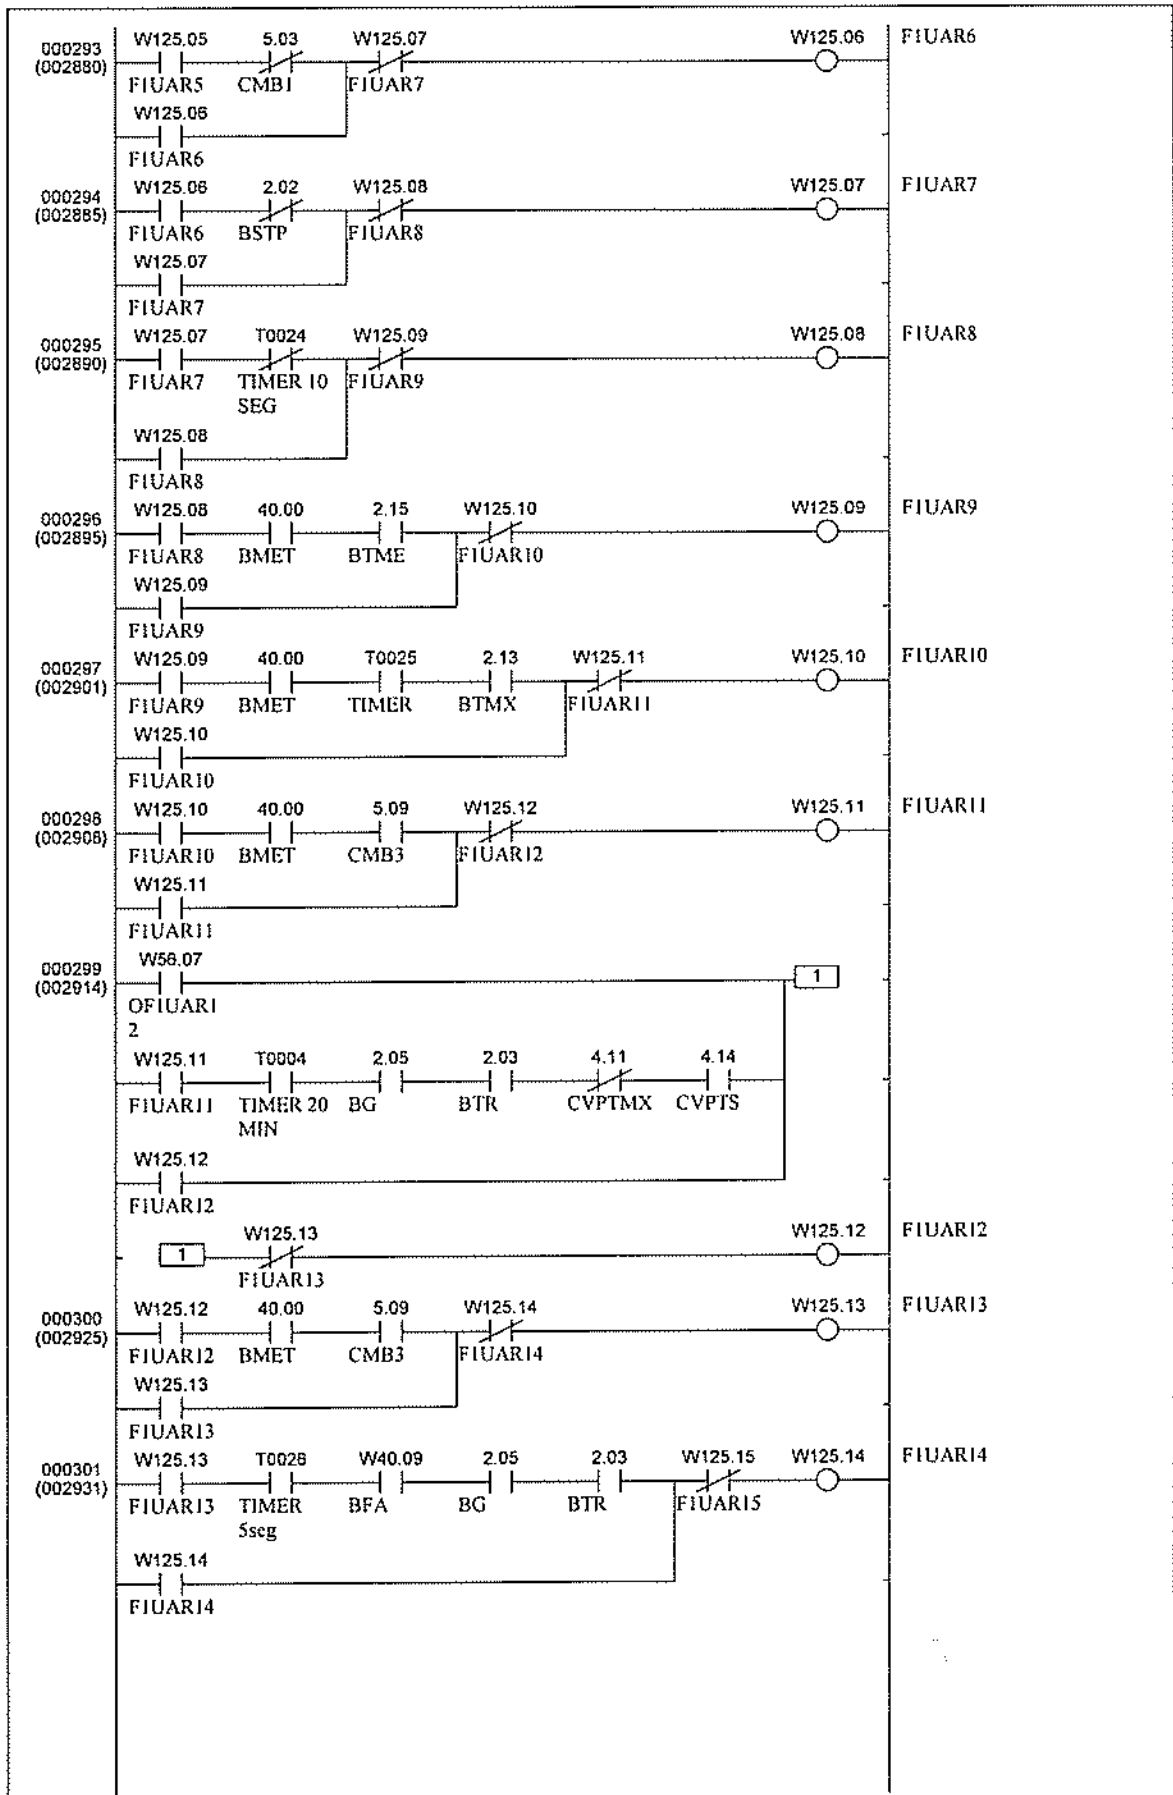 000293
(002880)
W125.05 5.03 W125.07 W125.06 F1UAR6
F1UAR5 CMB1 F1UAR7
W125.06
F1UAR6
000294
(002885)
W125.06 2.02 W125.08 W125.07 F1UAR7
F1UAR6 BSTP F1UAR8
W125.07
F1UAR7
000295
(002890)
W125.07 T0024 W125.09 W125.08 F1UAR8
F1UAR7 TIMER 10 F1UAR9
SEG
W125.08
F1UAR8
000296
(002895)
W125.08 40.00 2.15 W125.10 W125.09 F1UAR9
F1UAR8 BMET BTME F1UAR10
W125.09
F1UAR9
000297
(002901)
W125.09 40.00 T0025 2.13 W125.11 W125.10 F1UAR10
F1UAR9 BMET TIMER BTMX F1UAR11
W125.10
F1UAR10
000298
(002908)
W125.10 40.00 5.09 W125.12 W125.11 F1UAR11
F1UAR10 BMET CMB3 F1UAR12
W125.11
F1UAR11
000299
(002914)
W56.07 1
OF1UAR1
2
W125.11 T0004 2.05 2.03 4.11 4.14
F1UAR11 TIMER 20 BG BTR CVPTMX CVPTS
MIN
W125.12
F1UAR12
1 W125.13 W125.12 F1UAR12
F1UAR13
000300
(002925)
W125.12 40.00 5.09 W125.14 W125.13 F1UAR13
F1UAR12 BMET CMB3 F1UAR14
W125.13
F1UAR13
000301
(002931)
W125.13 T0028 W40.09 2.05 2.03 W125.15 W125.14 F1UAR14
F1UAR13 TIMER BFA BG BTR F1UAR15
5seg
W125.14
F1UAR14